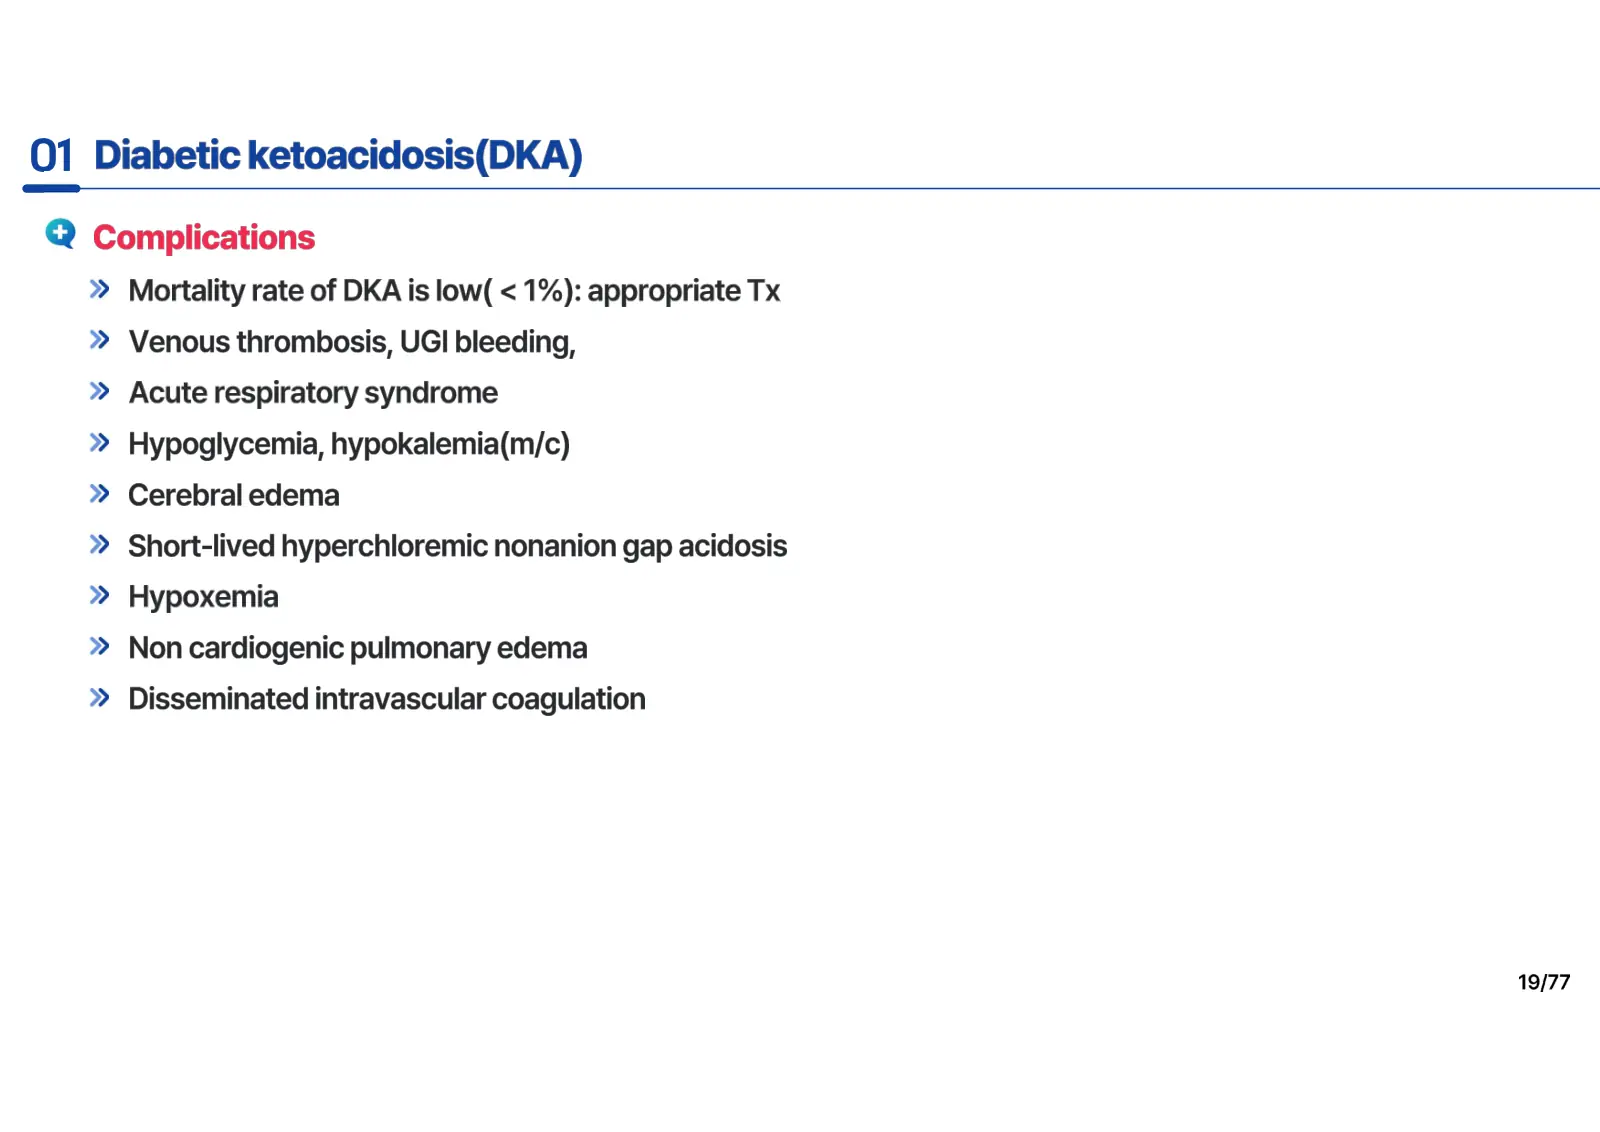 01 Diabetic ketoacidosis(DKA)
Complications
Mortality rate of DKA is low( < 1%): appropriate Tx
Venous thrombosis, UGI bleeding,
Acute respiratory syndrome
Hypoglycemia, hypokalemia(m/c)
Cerebral edema
Short-lived hyperchloremic nonanion gap acidosis
Hypoxemia
Non cardiogenic pulmonary edema
Disseminated intravascular coagulation
19/77